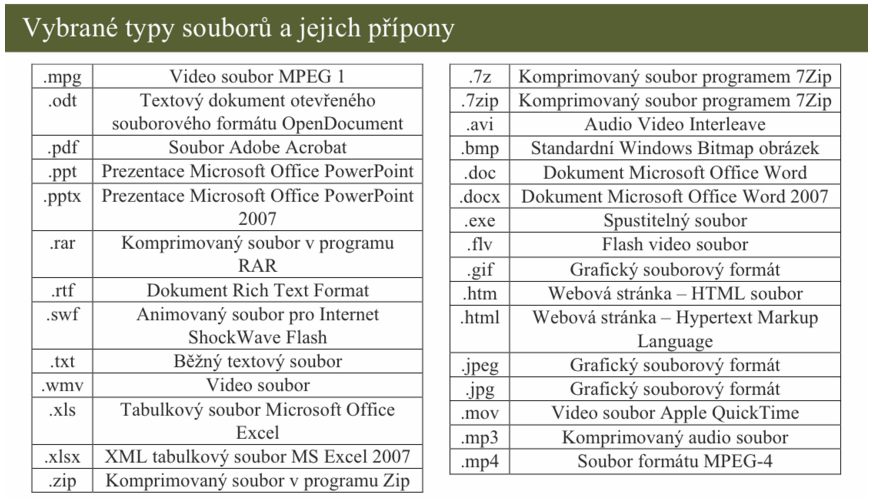 Vybrané typy souborů a jejich přípony
.mpg Video soubor MPEG 1
.odt Textový dokument otevřeného
souborového formátu OpenDocument
.pdf Soubor Adobe Acrobat
.ppt Prezentace Microsoft Office PowerPoint
.pptx Prezentace Microsoft Office PowerPoint
2007
.rar Komprimovaný soubor v programu
RAR
.rtf Dokument Rich Text Format
.swf Animovaný soubor pro Internet
ShockWave Flash
.txt Běžný textový soubor
.wmv Video soubor
.xls Tabulkový soubor Microsoft Office
Excel
.xlsx XML tabulkový soubor MS Excel 2007
.zip Komprimovaný soubor v programu Zip
.7z Komprimovaný soubor programem 7Zip
.7zip Komprimovaný soubor programem 7Zip
.avi Audio Video Interleave
.bmp Standardní Windows Bitmap obrázek
.doc Dokument Microsoft Office Word
.docx Dokument Microsoft Office Word 2007
.exe Spustitelný soubor
.flv Flash video soubor
.gif Grafický souborový formát
.htm Webová stránka – HTML soubor
.html Webová stránka – Hypertext Markup
Language
.jpeg Grafický souborový formát
.jpg Grafický souborový formát
.mov Video soubor Apple QuickTime
.mp3 Komprimovaný audio soubor
.mp4 Soubor formátu MPEG-4